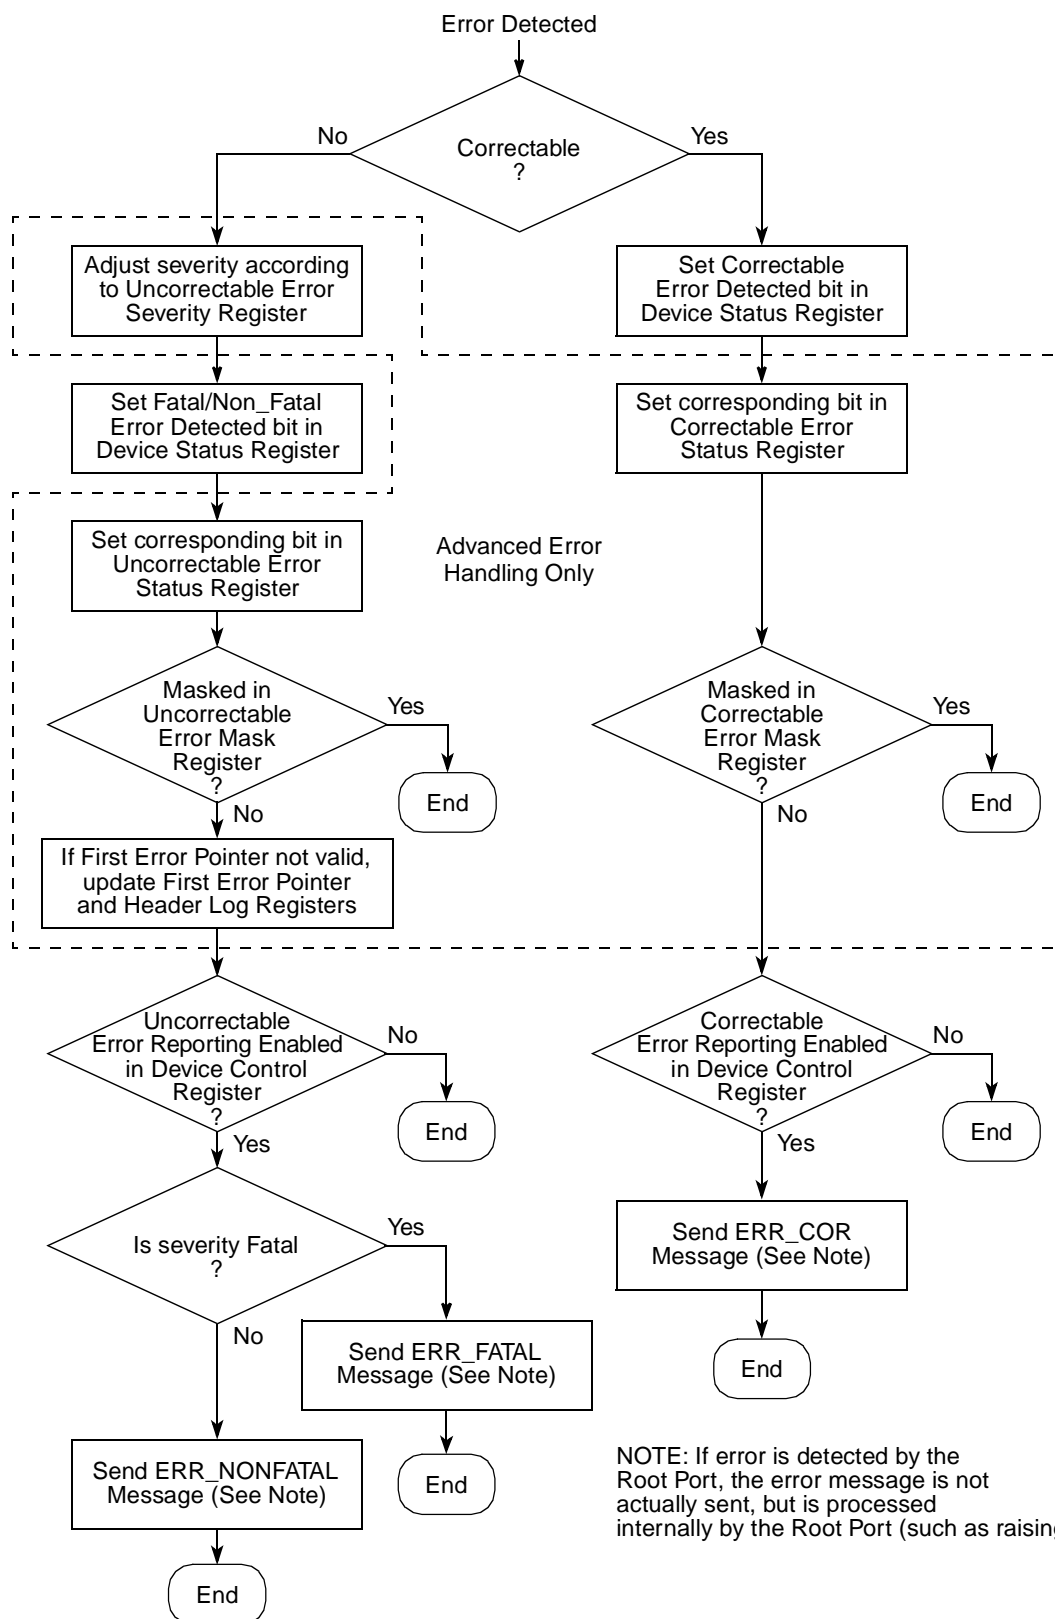 Error Detected
No
Yes
Correctable
?
Adjust severity according
to Uncorrectable Error
Severity Register
Set Correctable
Error Detected bit in
Device Status Register
Set Fatal/Non_Fatal
Error Detected bit in
Device Status Register
Set corresponding bit in
Correctable Error
Status Register
Set corresponding bit in
Uncorrectable Error
Status Register
Advanced Error
Handling Only
Masked in
Uncorrectable
Error Mask
Register
?
Yes
End
No
Masked in
Correctable
Error Mask
Register
?
Yes
End
No
If First Error Pointer not valid,
update First Error Pointer
and Header Log Registers
Uncorrectable
Error Reporting Enabled
in Device Control
Register
?
No
End
Yes
Correctable
Error Reporting Enabled
in Device Control
Register
?
No
End
Yes
Is severity Fatal
?
Yes
No
Send ERR_COR
Message (See Note)
End
Send ERR_FATAL
Message (See Note)
End
Send ERR_NONFATAL
Message (See Note)
End
NOTE: If error is detected by the
Root Port, the error message is not
actually sent, but is processed
internally by the Root Port (such as raising